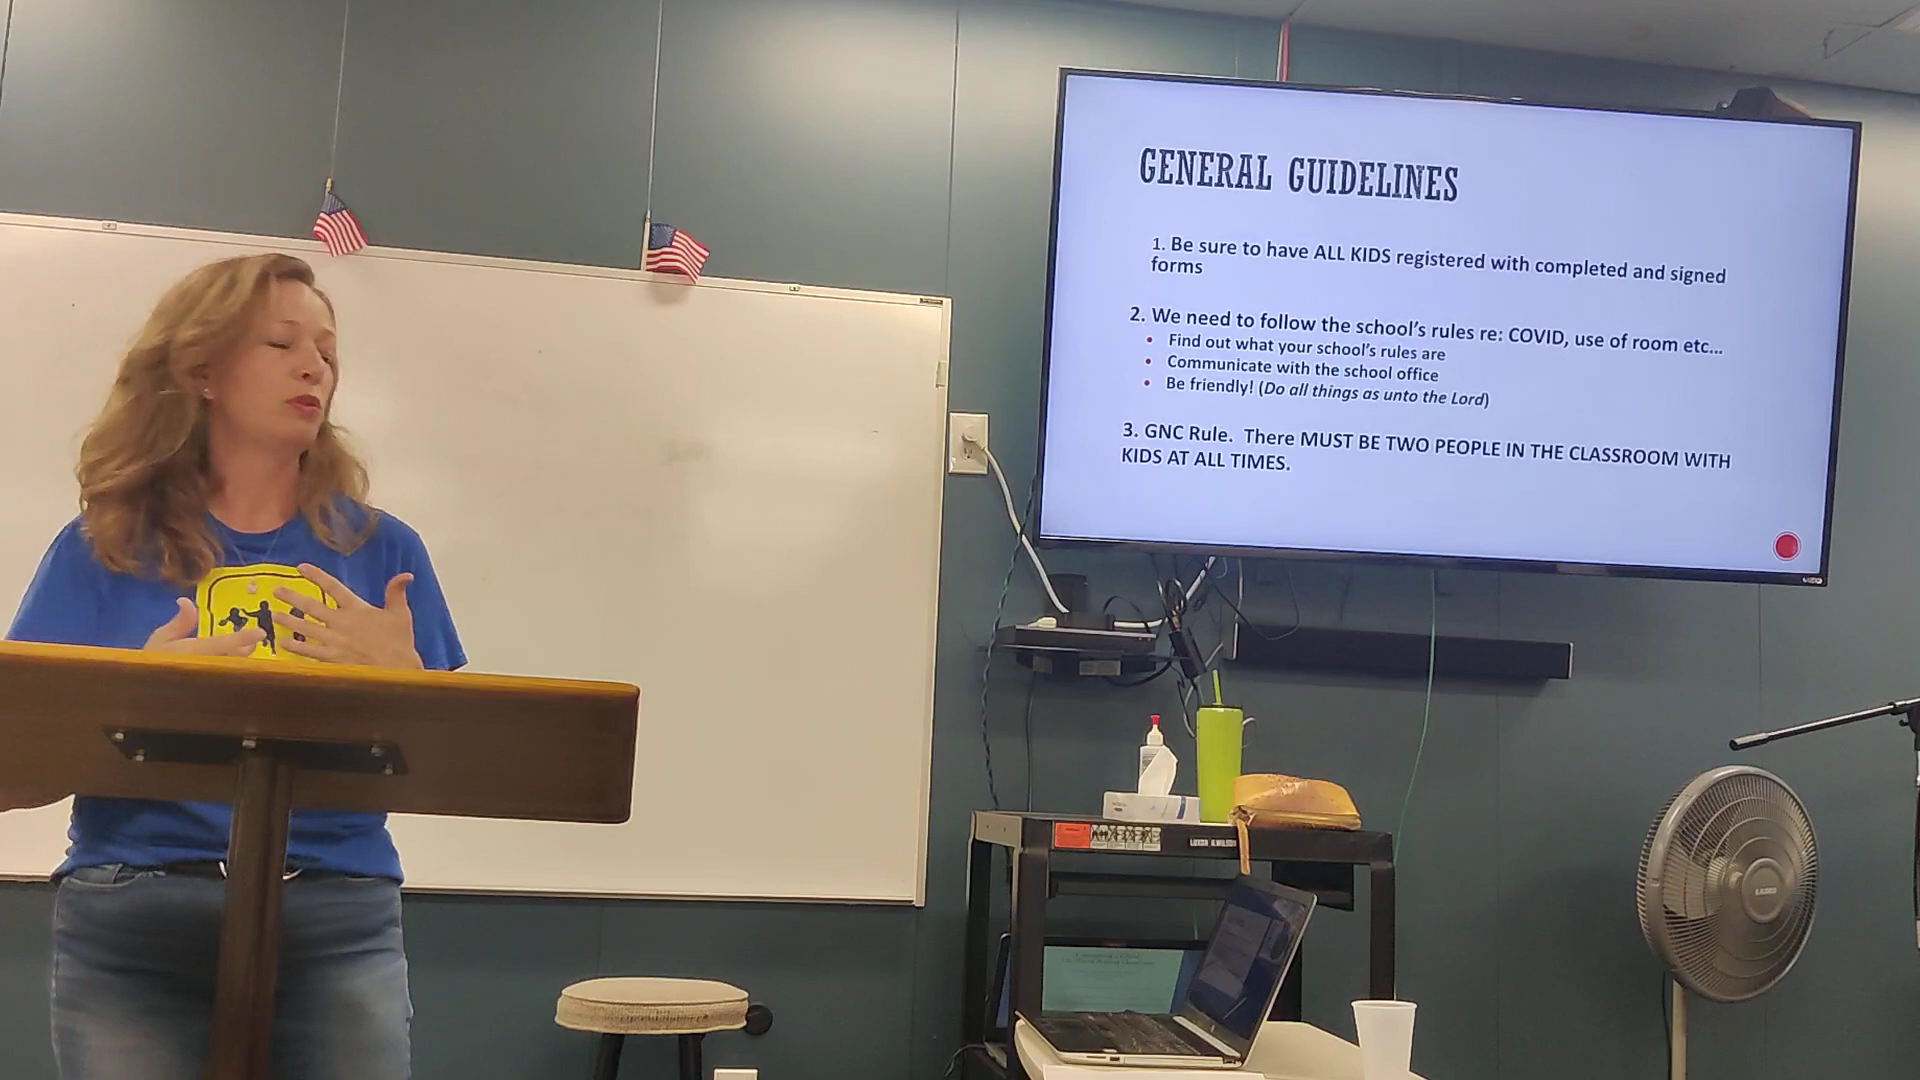 GENERAL GUIDELINES
1. Be sure to have ALL KIDS registered with completed and signed
forms
2. We need to follow the school's rules re: COVID, use of room etc...
• Find out what your school's rules are
• Communicate with the school office
• Be friendly! (Do all things as unto the Lord)
3. GNC Rule. There MUST BE TWO PEOPLE IN THE CLASSROOM WITH
KIDS AT ALL TIMES.
VIZIO
LASKO